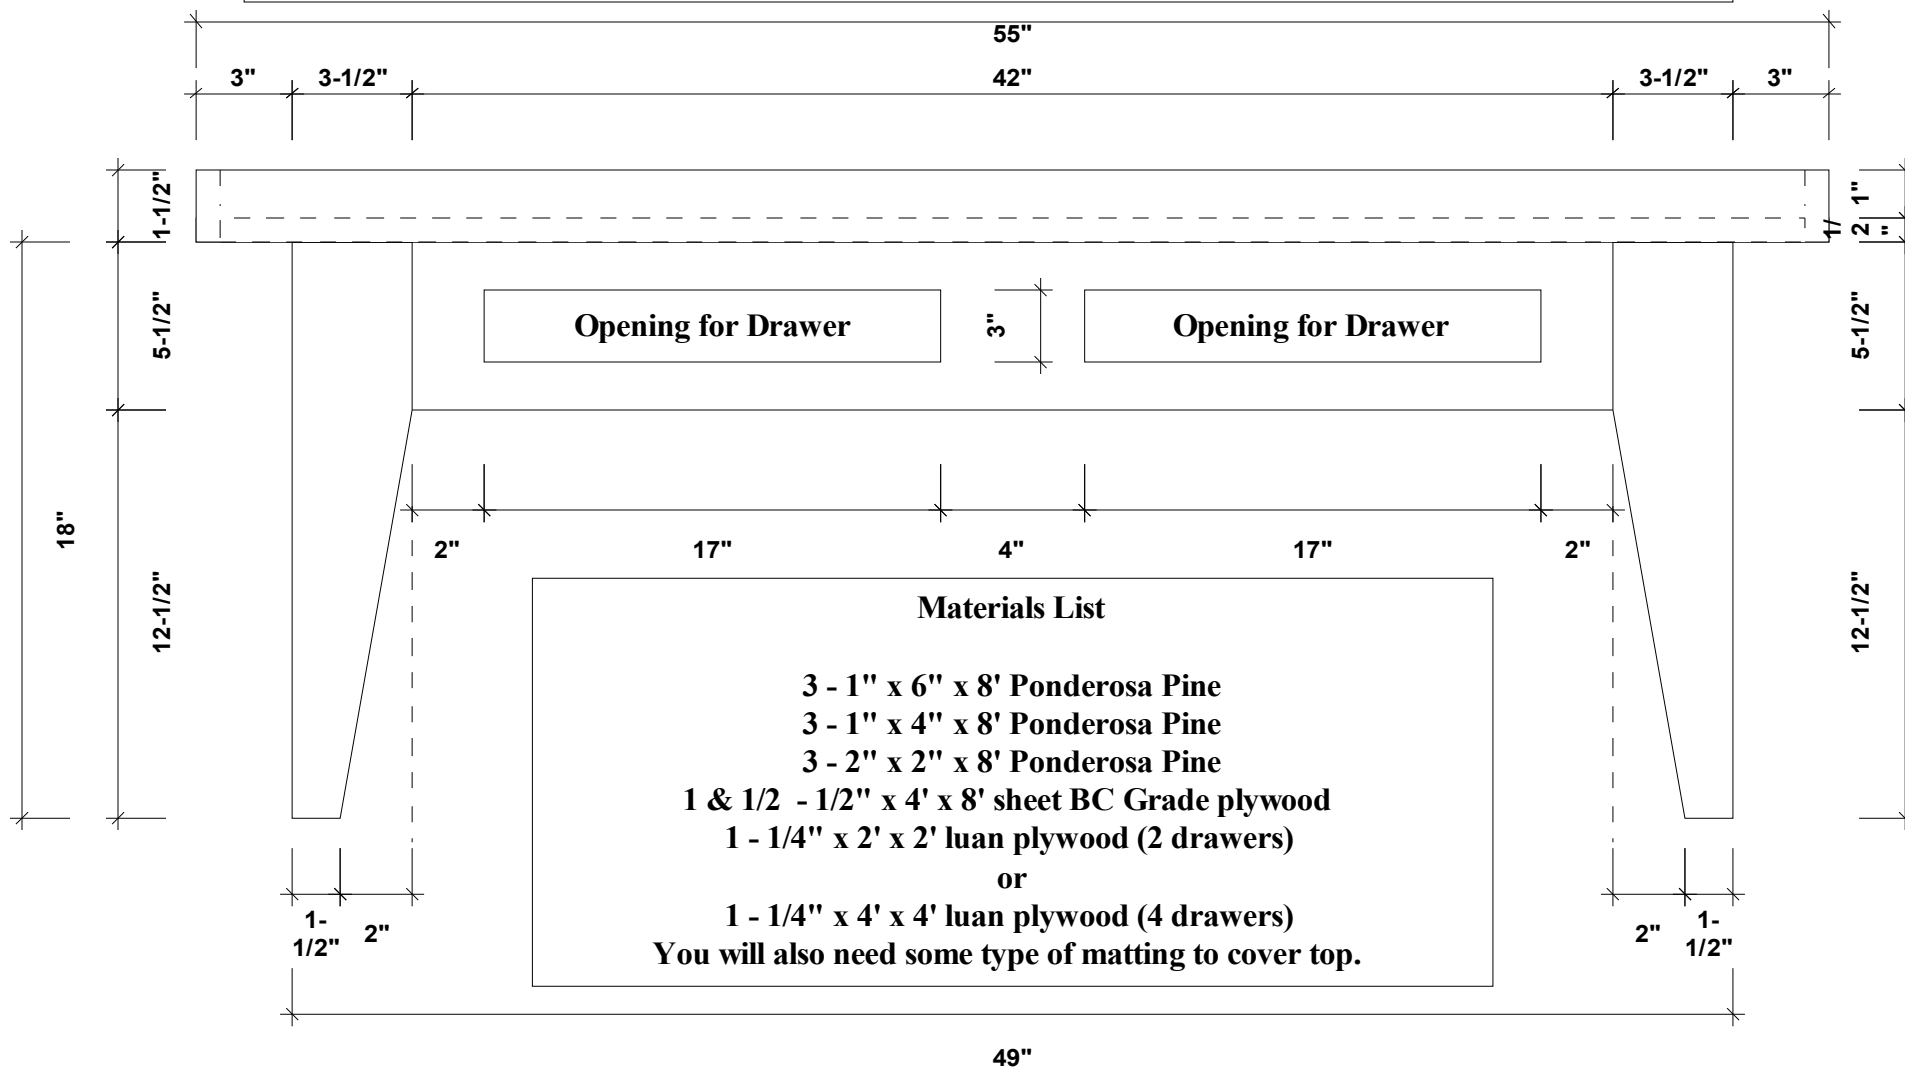 55"
3"
3-1/2"
42"
3-1/2"
3"
1-1/2"
1"
1/
2
"
5-1/2"
Opening for Drawer
3"
Opening for Drawer
5-1/2"
18"
2"
17"
4"
17"
2"
12-1/2"
12-1/2"
Materials List
3 - 1" x 6" x 8' Ponderosa Pine
3 - 1" x 4" x 8' Ponderosa Pine
3 - 2" x 2" x 8' Ponderosa Pine
1 & 1/2 - 1/2" x 4' x 8' sheet BC Grade plywood
1 - 1/4" x 2' x 2' luan plywood (2 drawers)
or
1 - 1/4" x 4' x 4' luan plywood (4 drawers)
You will also need some type of matting to cover top.
1-
1/2"
2"
2"
1-
1/2"
49"